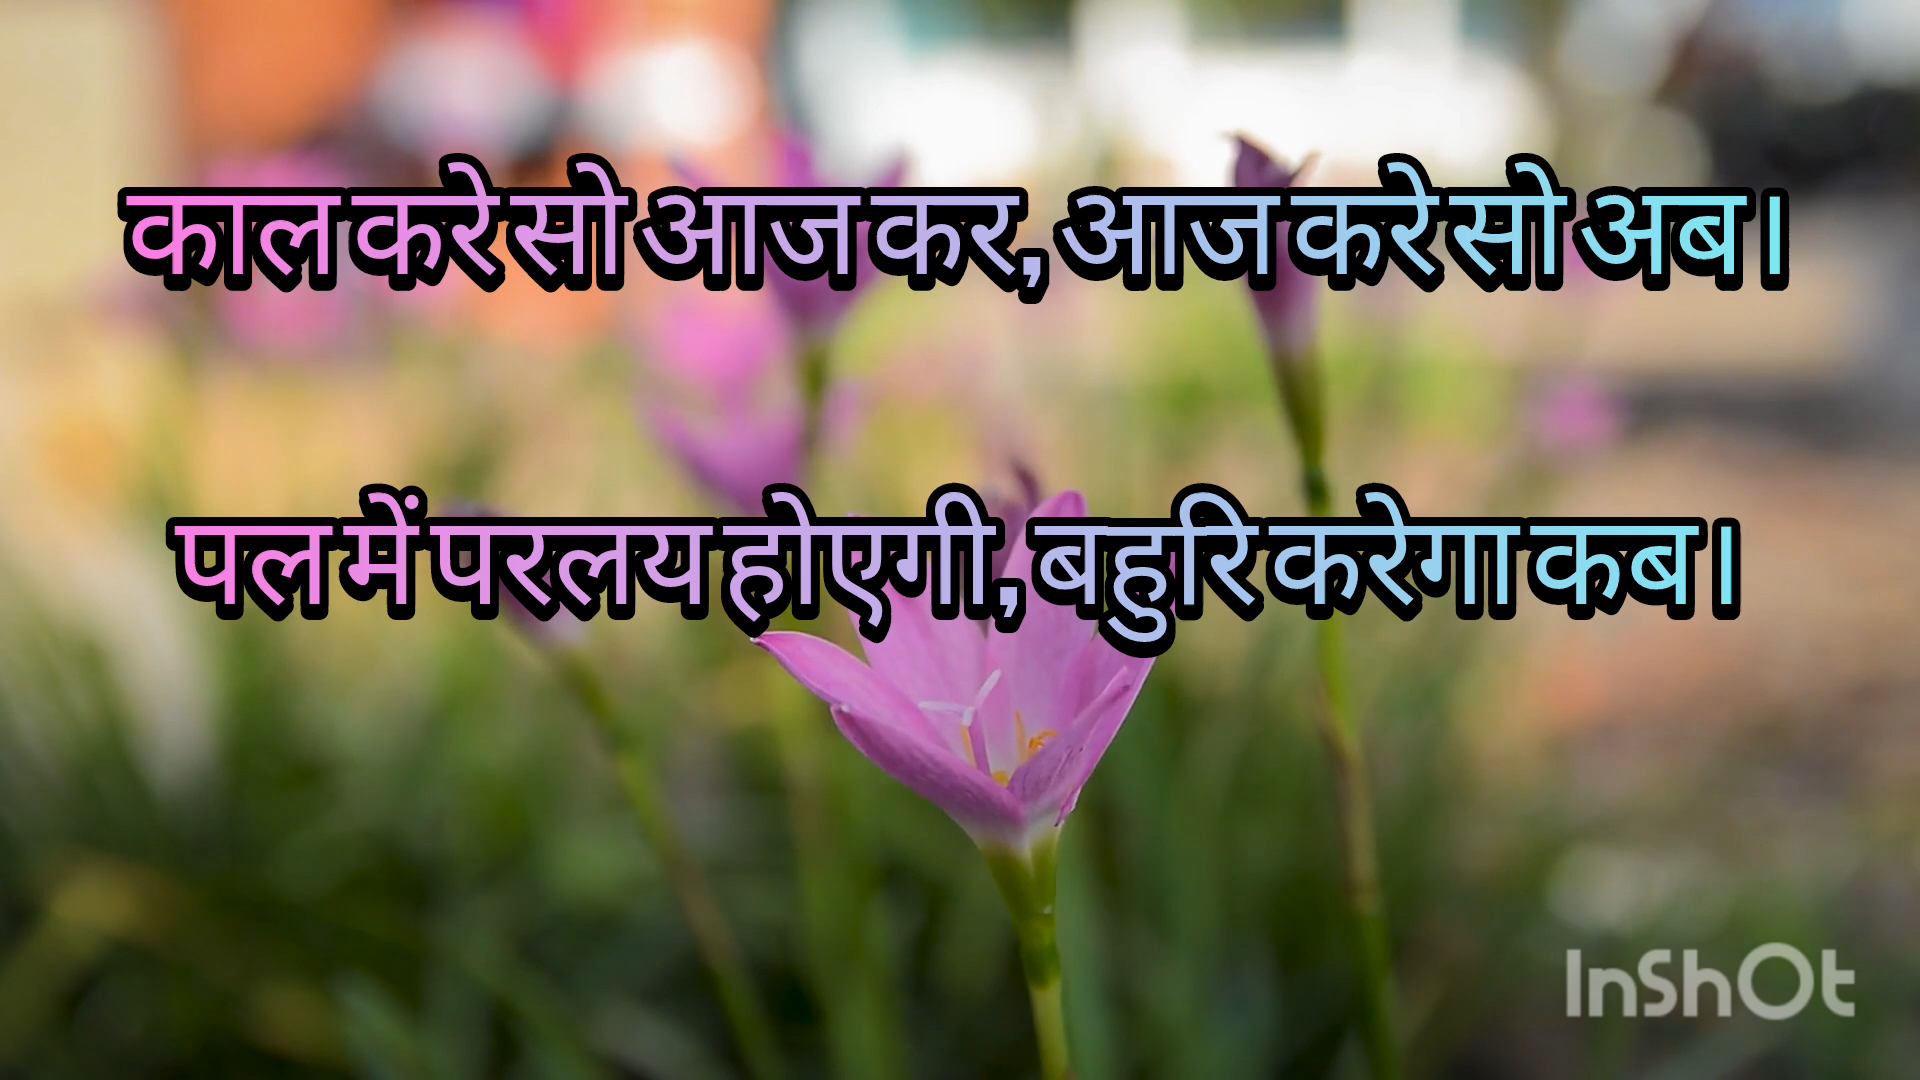 काल करे सो आज कर, आज करे सो अब।
पल में परलय होएगी, बहुरि करेगा कब।
InShOt